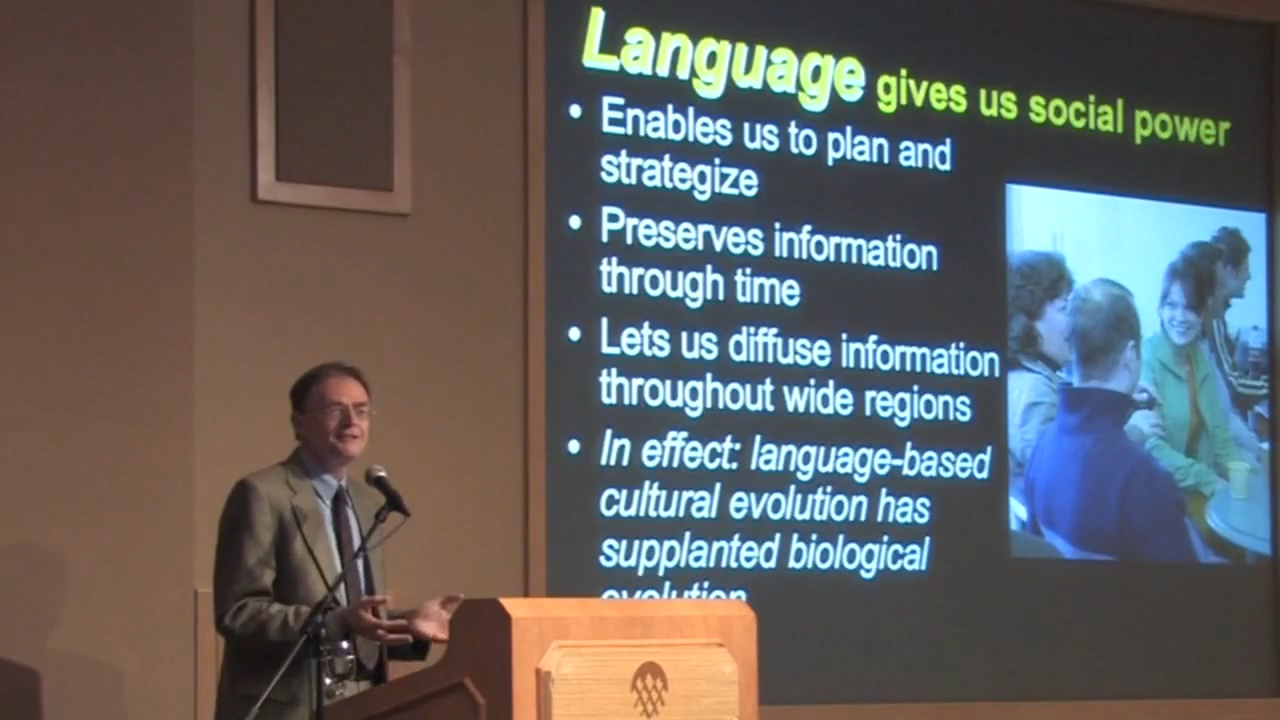 Language gives us social power
• Enables us to plan and
strategize
• Preserves information
through time
• Lets us diffuse information
throughout wide regions
• In effect: language-based
cultural evolution has
supplanted biological
evolution